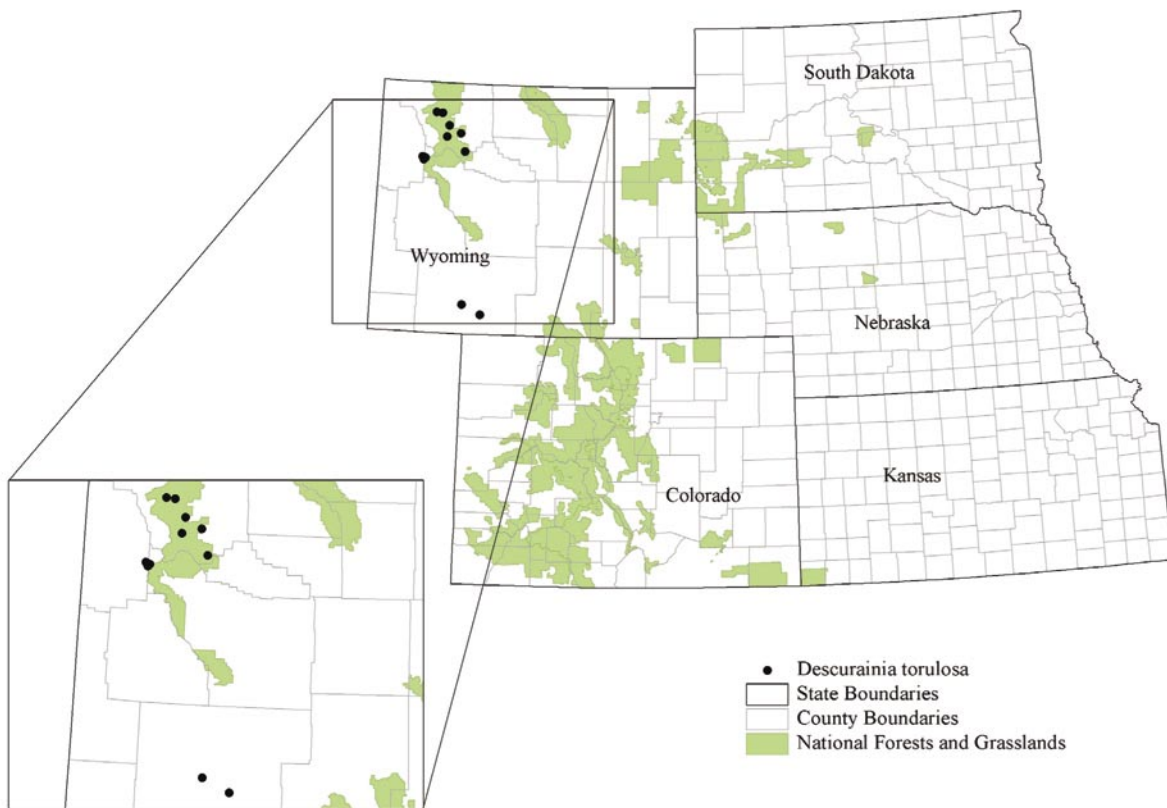 South Dakota
Wyoming
Nebraska
Kansas
Colorado
Descurainia torulosa
State Boundaries
County Boundaries
National Forests and Grasslands